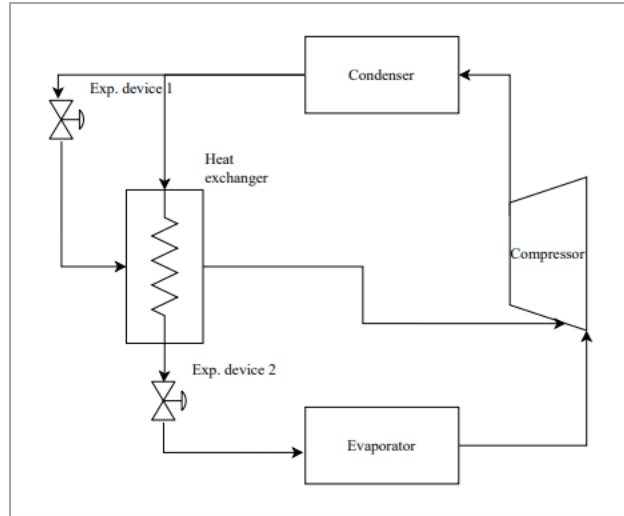 Condenser
Exp. device 1
Heat
exchanger
Compressor
Exp. device 2
Evaporator